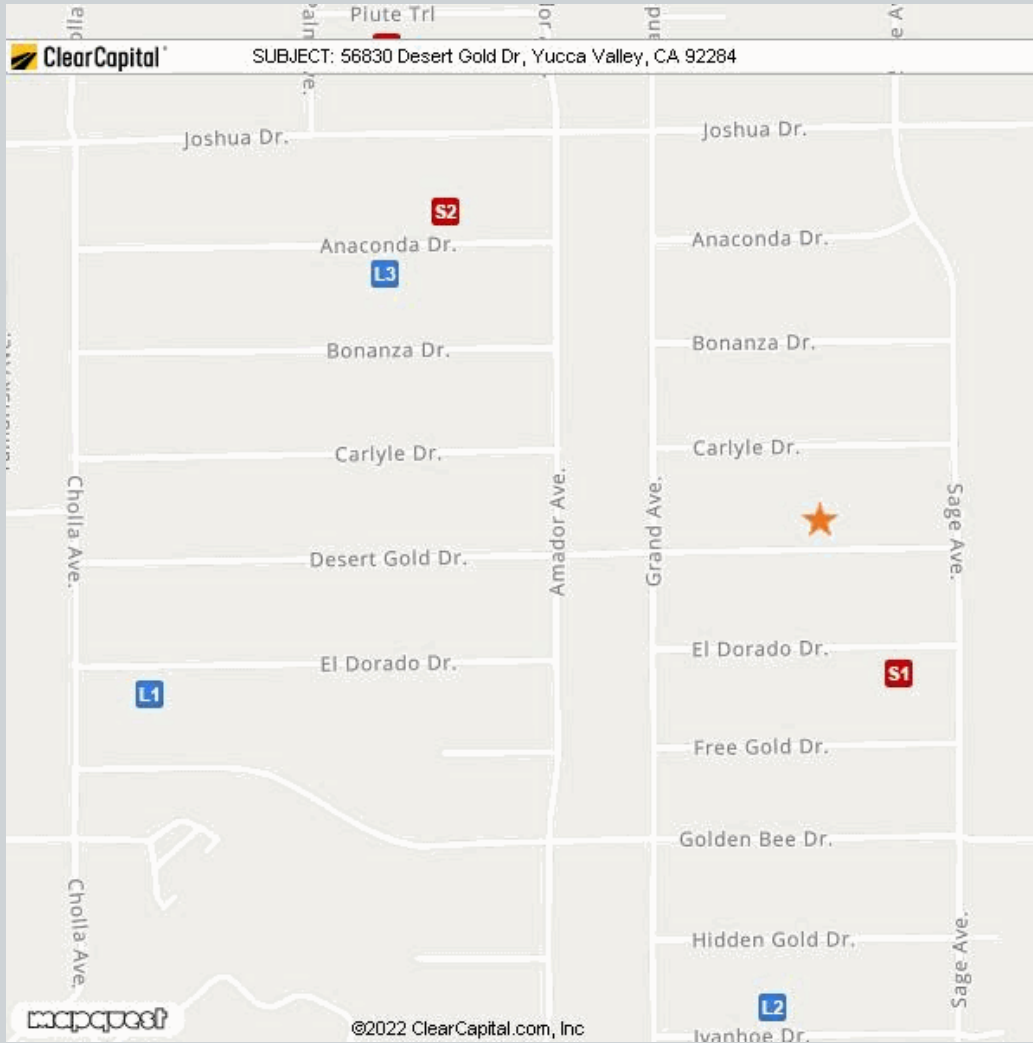 Piute Trl
ClearCapital
SUBJECT: 56830 Desert Gold Dr, Yucca Valley, CA 92284
Joshua Dr.
Joshua Dr.
S2
Anaconda Dr.
Anaconda Dr.
L3
Bonanza Dr.
Bonanza Dr.
Carlyle Dr.
Carlyle Dr.
Cholla Ave.
Amador Ave.
Grand Ave.
Sage Ave.
Desert Gold Dr.
El Dorado Dr.
El Dorado Dr.
S1
L1
Free Gold Dr.
Golden Bee Dr.
Cholla Ave.
Hidden Gold Dr.
Sage Ave.
L2
mapquest
©2022 ClearCapital.com, Inc
Ivanhoe Dr.